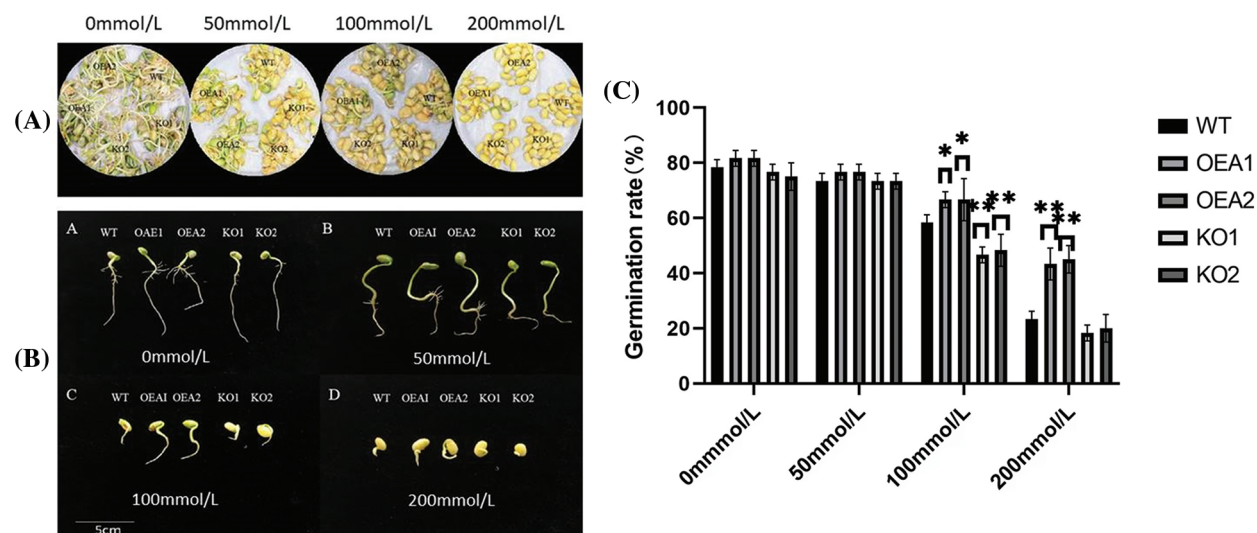 0mmol/L 50mmol/L 100mmol/L 200mmol/L
(A)
OEA2 WT OEA1 KO1 KO2
WT OEA1 KO1 OEA2 KO2
OEA2 OEA1 WT KO2 KO1
OEA2 OEA1 WT KO2 KO1
(B)
A
WT OAE1 OEA2 KO1 KO2
0mmol/L
B
WT OEAI OEA2 KO1 KO2
50mmol/L
C
WT OEAI OEA2 KO1 KO2
100mmol/L
5cm
D
WT OEAI OEA2 KO1 KO2
200mmol/L
(C)
Germination rate(%)
100
80
60
40
20
0
* * ** ** ** **
0mmmol/L 50mmol/L 100mmol/L 200mmol/L
WT
OEA1
OEA2
KO1
KO2